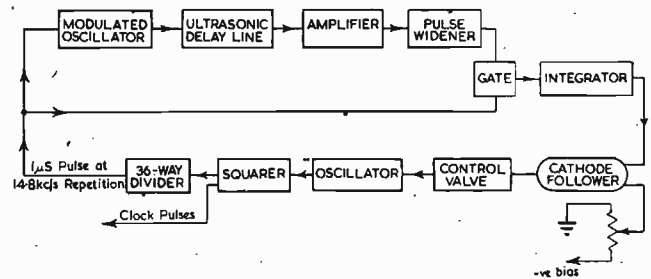 MODULATED
OSCILLATOR
ULTRASONIC
DELAY LINE
AMPLIFIER
PULSE
WIDENER
GATE
INTEGRATOR
1μS Pulse at
14·8kc/s Repetition
36-WAY
DIVIDER
SQUARER
OSCILLATOR
CONTROL
VALVE
CATHODE
FOLLOWER
Clock Pulses
-ve bias